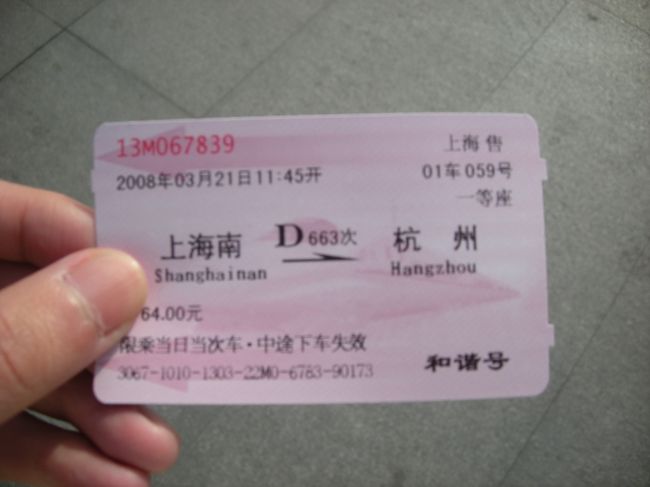 13M067839 上海 售
2008年03月21日11:45开 01车059号
一等座
上海南 D663次 杭 州
Shanghainan Hangzhou
64.00元
限乘当日当次车·中途下车失效
和谐号
3067-1010-1303-22M0-6783-90173